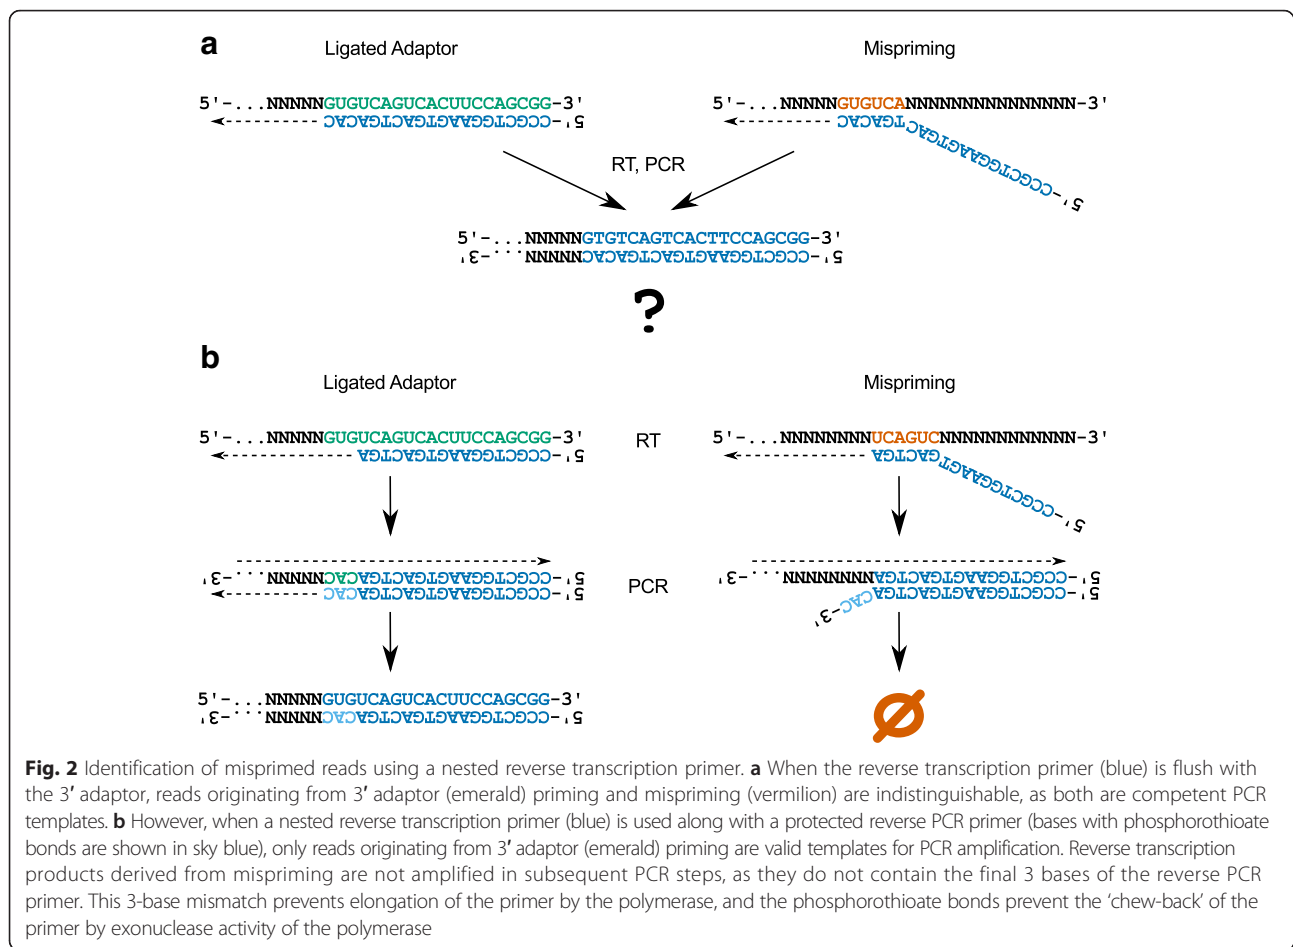 a
Ligated Adaptor
5'-...NNNNNGUGUCAGUCACUUCCAGCGG-3'
5'-CCGCTGGAAGTGACTGACAC
Mispriming
5'-...NNNNNGUGUCANNNNNNNNNNNNNNN-3'
5'-CCGCTGGAAGTGACTGACAC
RT, PCR
5'-...NNNNNGTGTCAGTCACTTCCAGCGG-3'
5'-CCGCTGGAAGTGACTGACACNNNNN...-3'
?
b
Ligated Adaptor
Mispriming
5'-...NNNNNGUGUCAGUCACUUCCAGCGG-3'
5'-CCGCTGGAAGTGACTGA
RT
5'-...NNNNNNNNUCAGUCNNNNNNNNNNNN-3'
5'-CCGCTGGAAGTGACTGA
5'-CCGCTGGAAGTGACTGACACNNNNN...-3'
5'-CCGCTGGAAGTGACTGACAC
PCR
5'-CCGCTGGAAGTGACTGANNNNNNNN...-3'
5'-CCGCTGGAAGTGACTGACAC-3'
5'-...NNNNNGUGUCAGUCACUUCCAGCGG-3'
5'-CCGCTGGAAGTGACTGACACNNNNN...-3'
Ø
Fig. 2 Identification of misprimed reads using a nested reverse transcription primer. a When the reverse transcription primer (blue) is flush with
the 3′ adaptor, reads originating from 3′ adaptor (emerald) priming and mispriming (vermilion) are indistinguishable, as both are competent PCR
templates. b However, when a nested reverse transcription primer (blue) is used along with a protected reverse PCR primer (bases with phosphorothioate
bonds are shown in sky blue), only reads originating from 3′ adaptor (emerald) priming are valid templates for PCR amplification. Reverse transcription
products derived from mispriming are not amplified in subsequent PCR steps, as they do not contain the final 3 bases of the reverse PCR
primer. This 3-base mismatch prevents elongation of the primer by the polymerase, and the phosphorothioate bonds prevent the ‘chew-back’ of the
primer by exonuclease activity of the polymerase